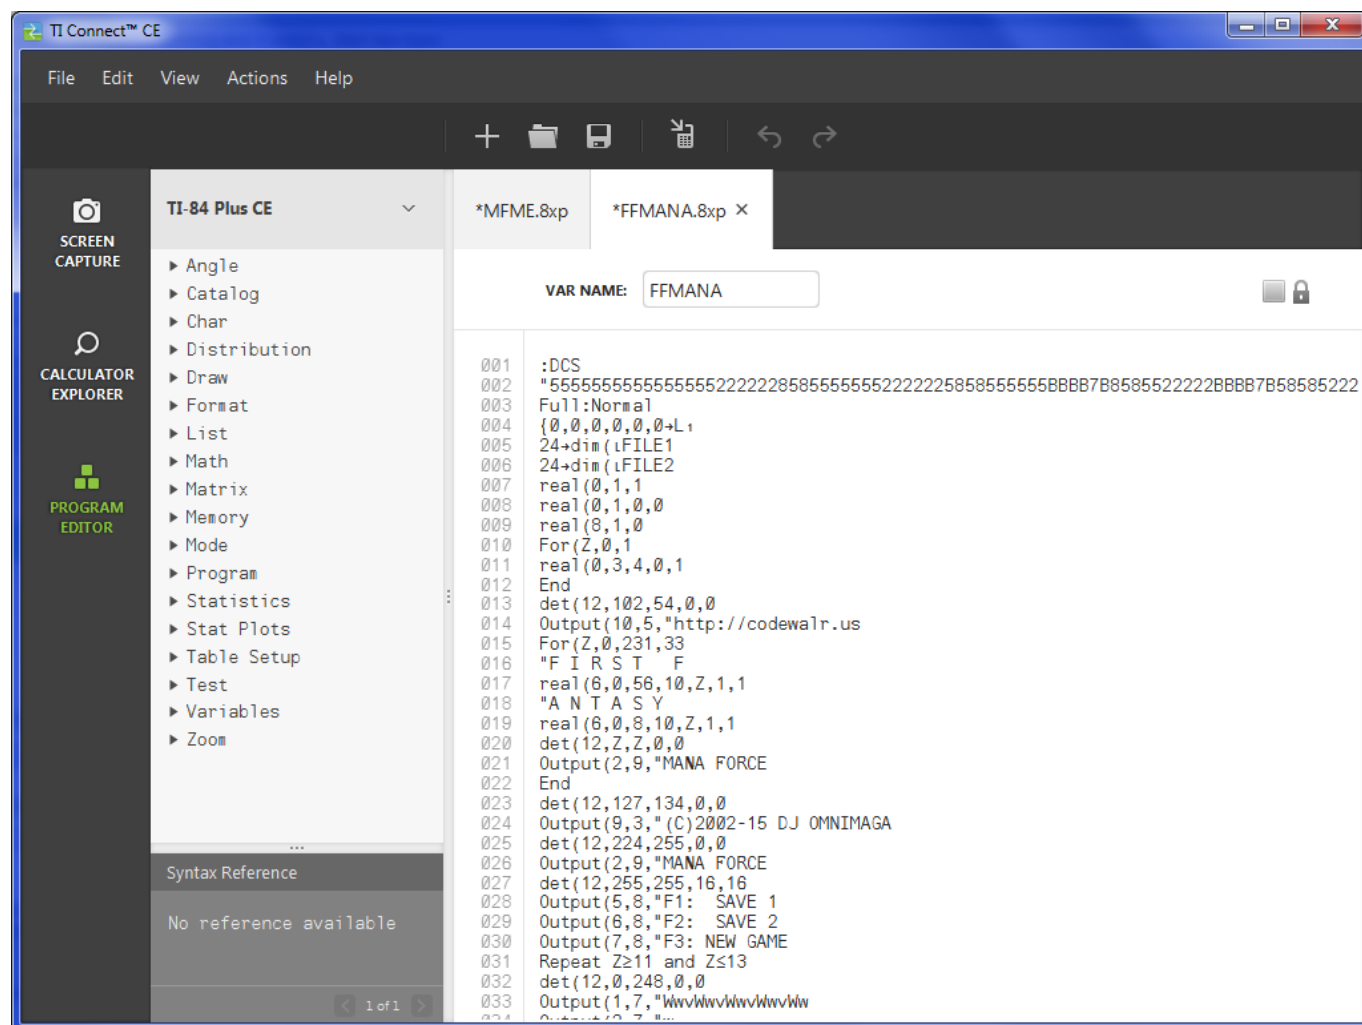 TI Connect™ CE
File Edit View Actions Help
SCREEN
CAPTURE
CALCULATOR
EXPLORER
PROGRAM
EDITOR
TI-84 Plus CE
Angle
Catalog
Char
Distribution
Draw
Format
List
Math
Matrix
Memory
Mode
Program
Statistics
Stat Plots
Table Setup
Test
Variables
Zoom
Syntax Reference
No reference available
1 of 1
*MFME.8xp *FFMANA.8xp
VAR NAME: FFMANA
001 :DCS
002 "5555555555555555222222858555555522222258585555555BBBB7B8585522222BBBB7B58585222
003 Full:Normal
004 {0,0,0,0,0,0→L₁
005 24→dim(ʟFILE1
006 24→dim(ʟFILE2
007 real(0,1,1
008 real(0,1,0,0
009 real(8,1,0
010 For(Z,0,1
011 real(0,3,4,0,1
012 End
013 det(12,102,54,0,0
014 Output(10,5,"http://codewalr.us
015 For(Z,0,231,33
016 "F I R S T   F
017 real(6,0,56,10,Z,1,1
018 "A N T A S Y
019 real(6,0,8,10,Z,1,1
020 det(12,Z,Z,0,0
021 Output(2,9,"MANA FORCE
022 End
023 det(12,127,134,0,0
024 Output(9,3,"(C)2002-15 DJ OMNIMAGA
025 det(12,224,255,0,0
026 Output(2,9,"MANA FORCE
027 det(12,255,255,16,16
028 Output(5,8,"F1:  SAVE 1
029 Output(6,8,"F2:  SAVE 2
030 Output(7,8,"F3: NEW GAME
031 Repeat Z≥11 and Z≤13
032 det(12,0,248,0,0
033 Output(1,7,"WwvWwvWwvWwvWw